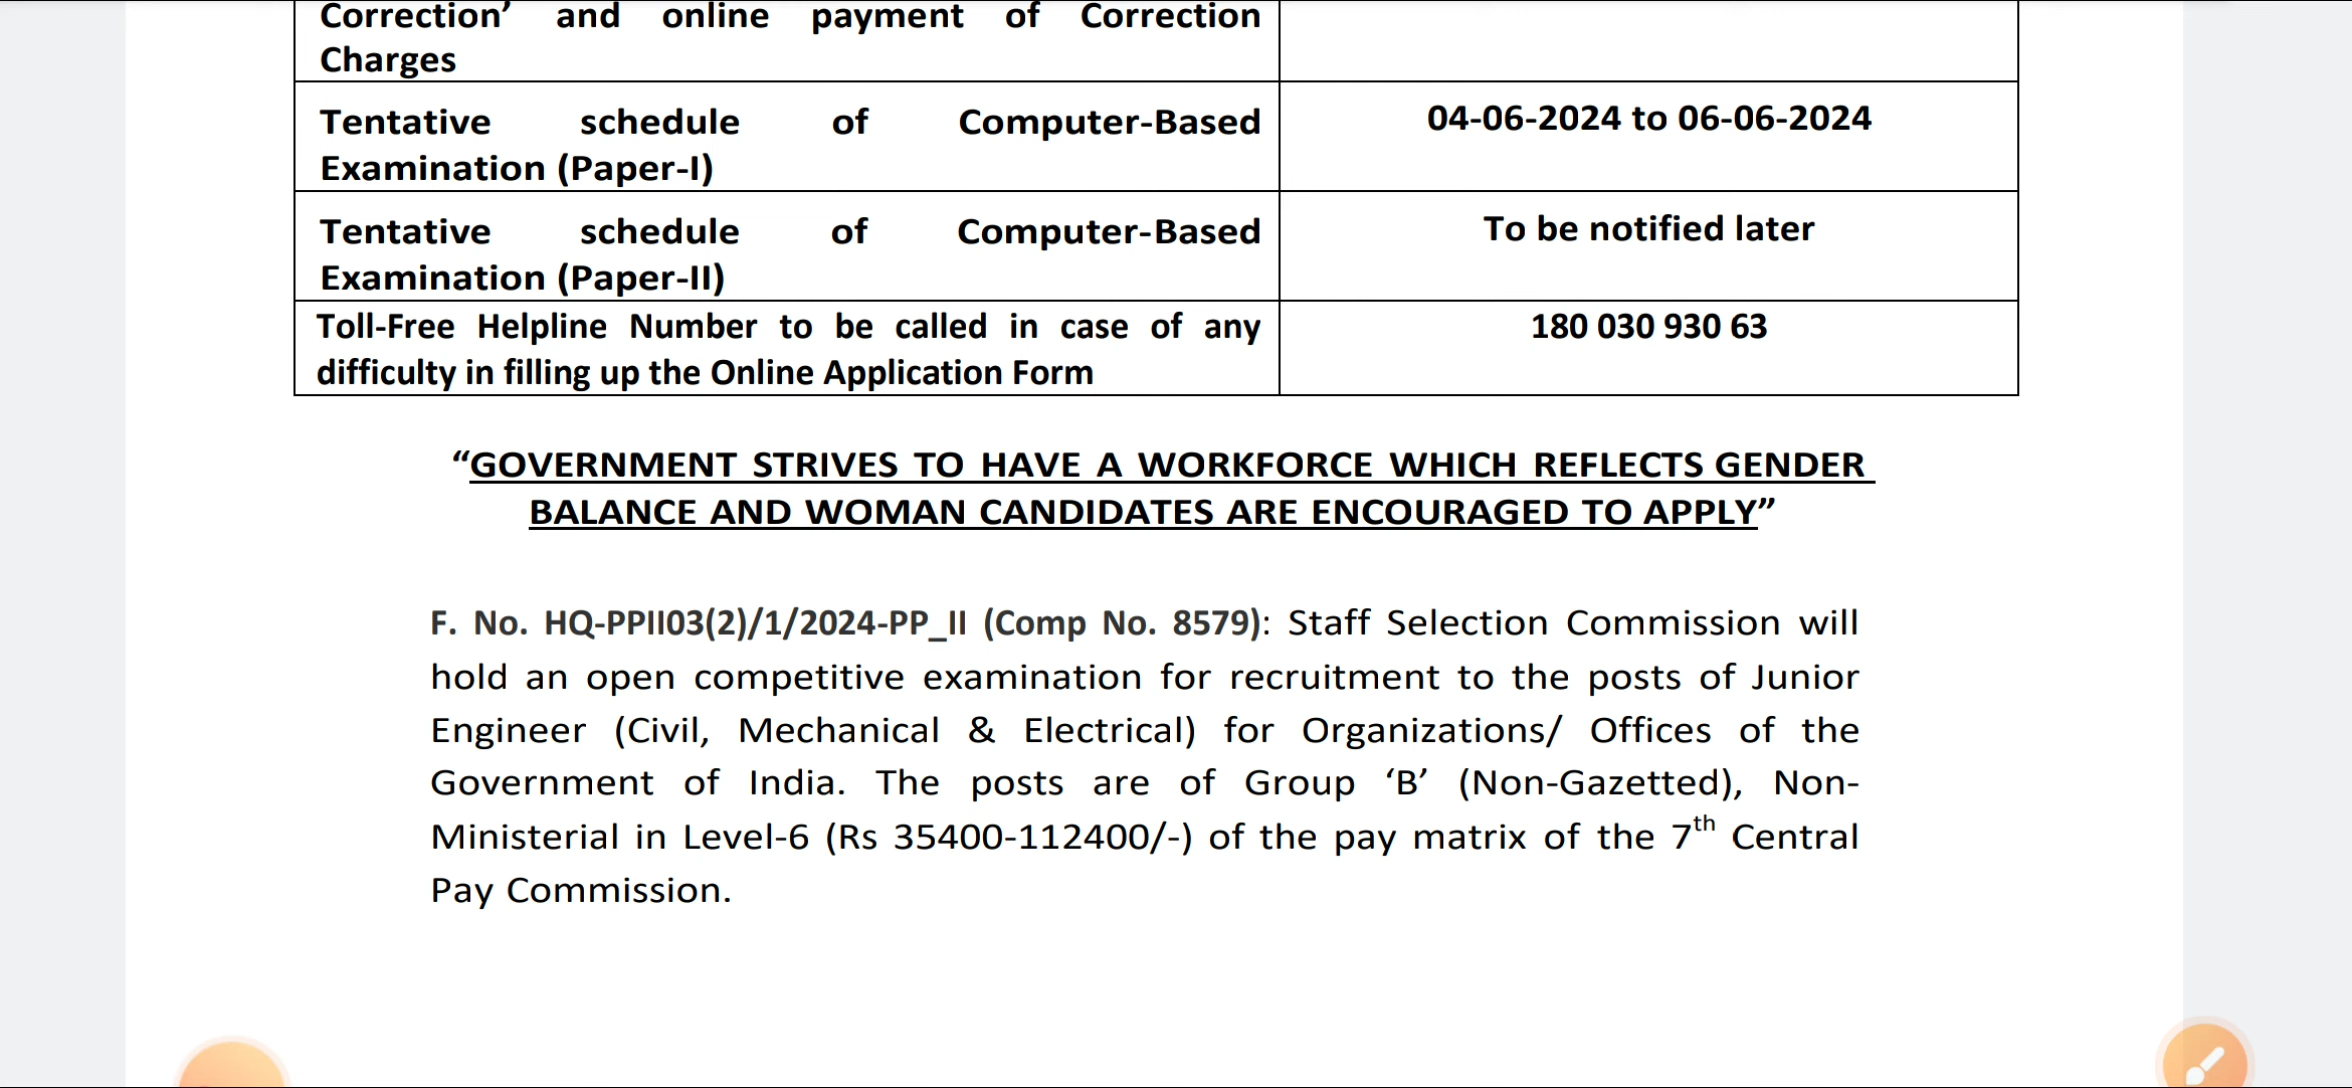 Correction’ and online payment of Correction
Charges
Tentative schedule of Computer-Based
Examination (Paper-I)
04-06-2024 to 06-06-2024
Tentative schedule of Computer-Based
Examination (Paper-II)
To be notified later
Toll-Free Helpline Number to be called in case of any
difficulty in filling up the Online Application Form
180 030 930 63
“GOVERNMENT STRIVES TO HAVE A WORKFORCE WHICH REFLECTS GENDER
BALANCE AND WOMAN CANDIDATES ARE ENCOURAGED TO APPLY”
F. No. HQ-PPII03(2)/1/2024-PP_II (Comp No. 8579): Staff Selection Commission will
hold an open competitive examination for recruitment to the posts of Junior
Engineer (Civil, Mechanical & Electrical) for Organizations/ Offices of the
Government of India. The posts are of Group ‘B’ (Non-Gazetted), Non-
Ministerial in Level-6 (Rs 35400-112400/-) of the pay matrix of the 7th Central
Pay Commission.